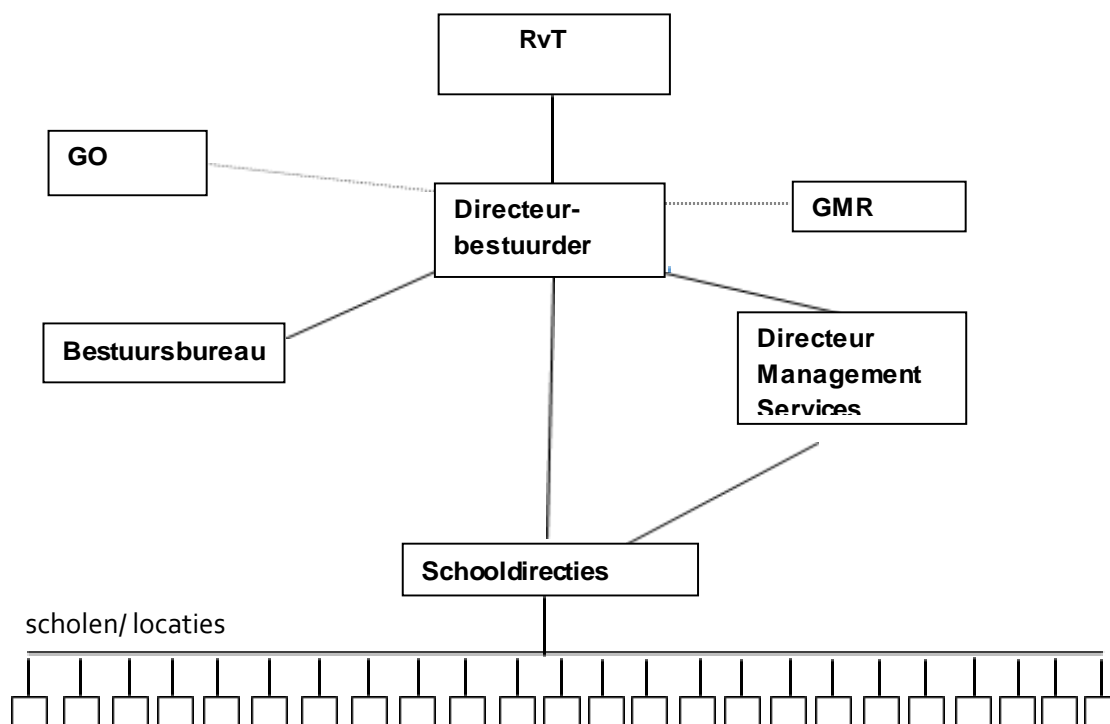 RvT
GO
Directeur-
bestuurder
GMR
Bestuursbureau
Directeur
Management
Services
Schooldirecties
scholen/ locaties